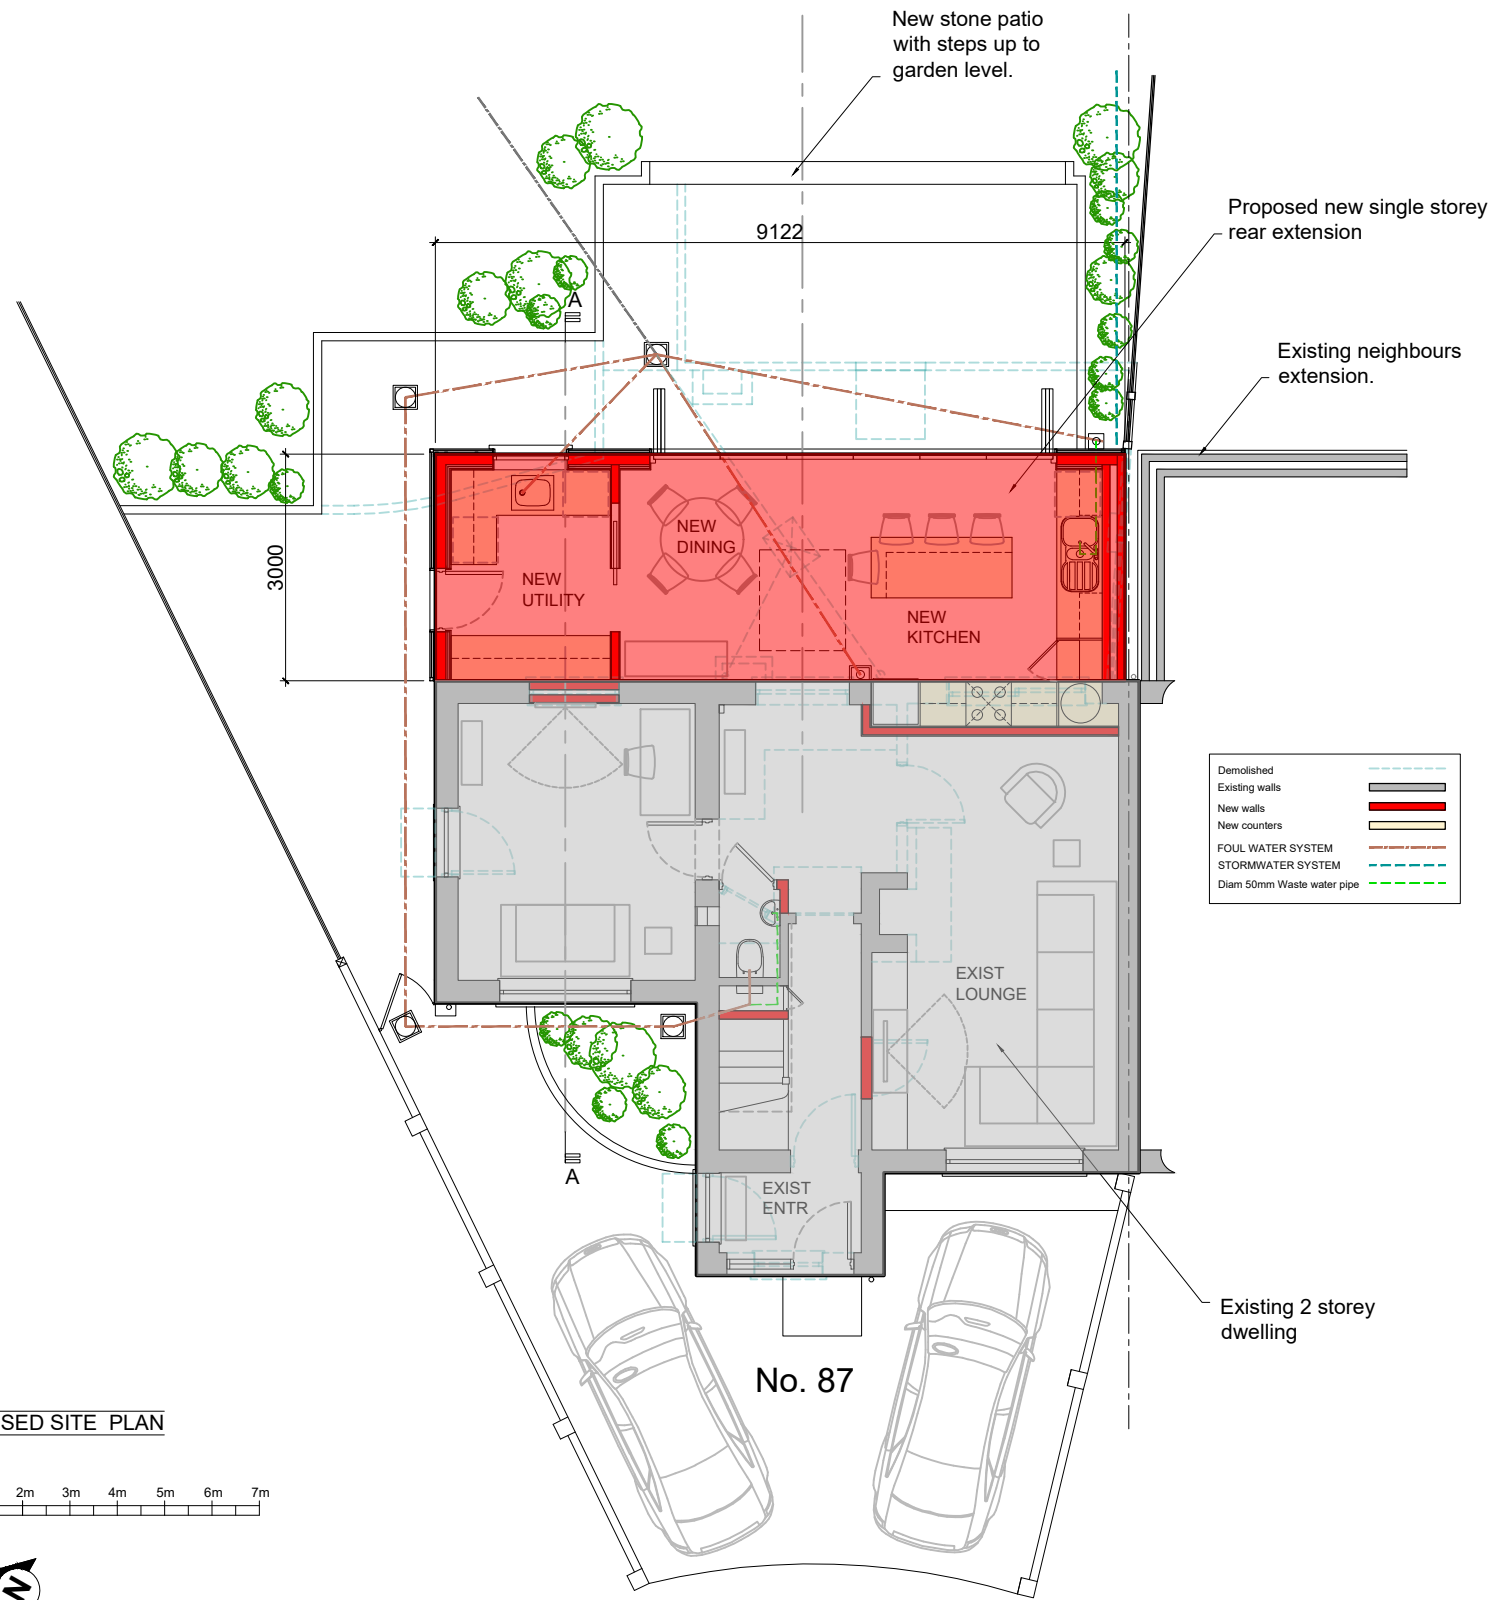 New stone patio
with steps up to
garden level.
Proposed new single storey
rear extension
9122
A
Existing neighbours
extension.
3000
NEW
DINING
NEW
UTILITY
NEW
KITCHEN
Demolished
Existing walls
New walls
New counters
FOUL WATER SYSTEM
STORMWATER SYSTEM
Diam 50mm Waste water pipe
EXIST
LOUNGE
A
EXIST
ENTR
Existing 2 storey
dwelling
No. 87
SED SITE PLAN
2m 3m 4m 5m 6m 7m
N